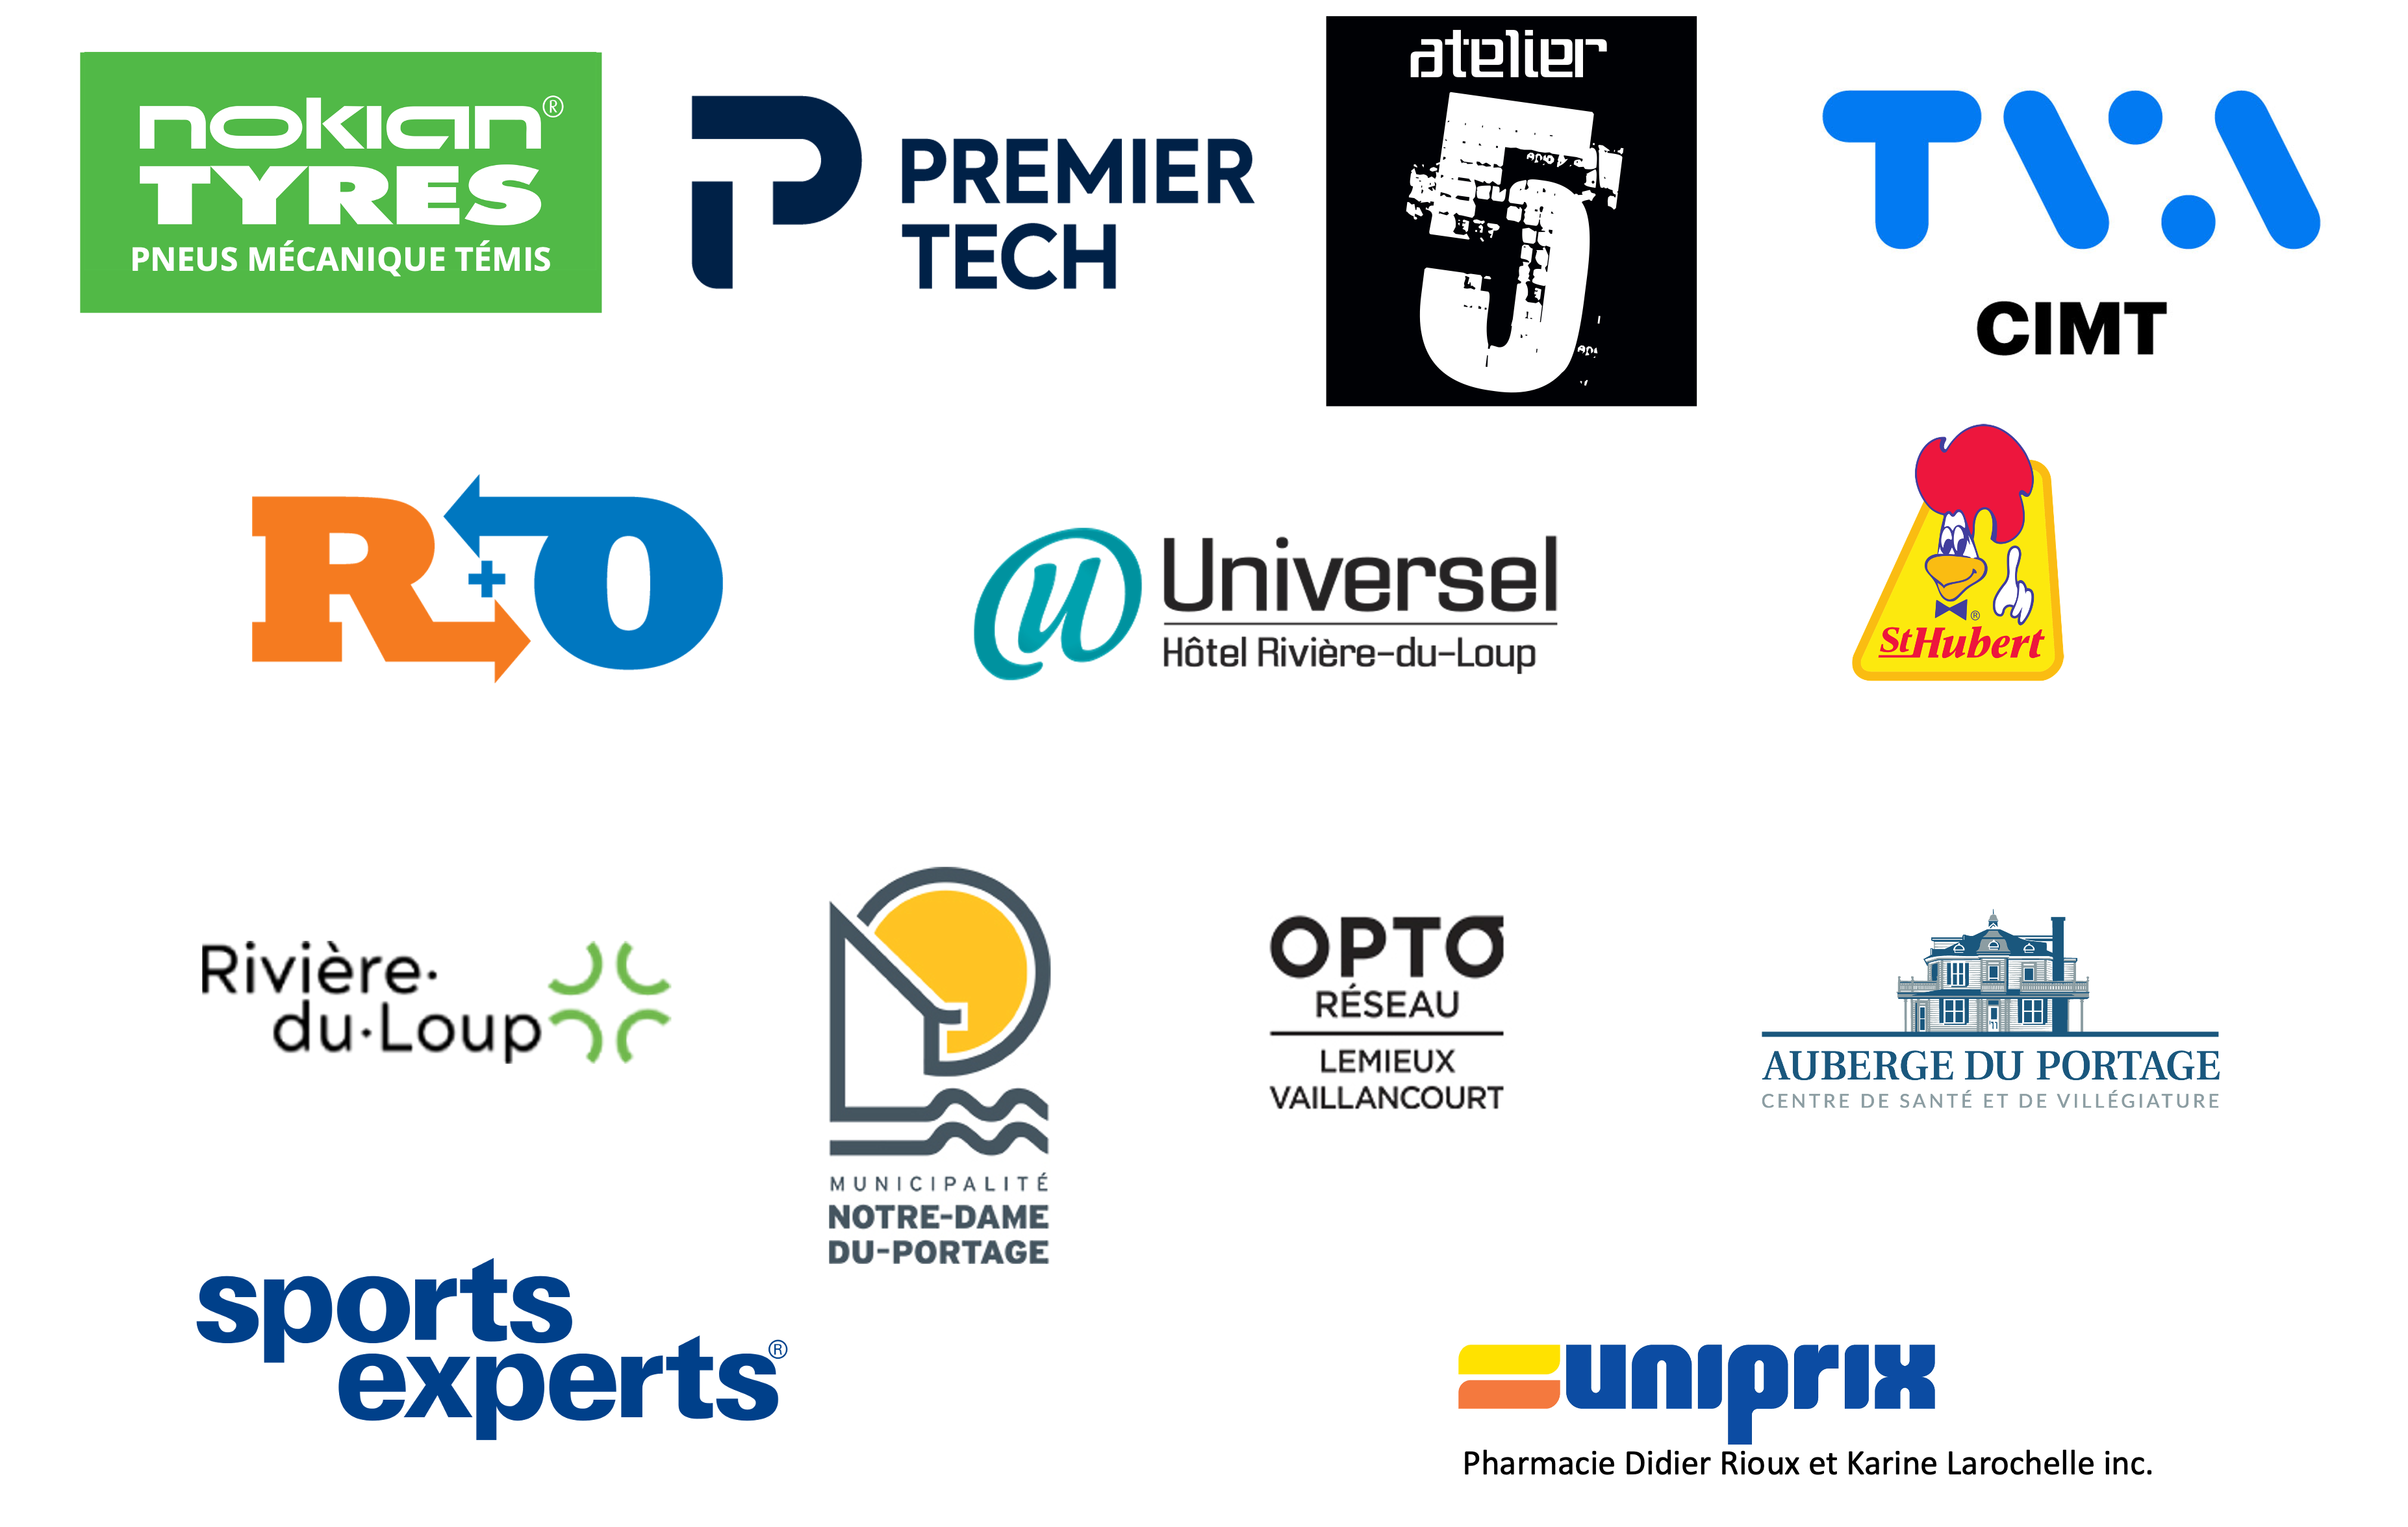 nokian®
TYRES
PNEUS MÉCANIQUE TÉMIS
PREMIER
TECH
atelier
5
TVA
CIMT
R+O
Universel
Hôtel Rivière-du-Loup
St-Hubert®
Rivière·
du·Loup
MUNICIPALITÉ
NOTRE-DAME
DU-PORTAGE
OPTO
RÉSEAU
LEMIEUX
VAILLANCOURT
AUBERGE DU PORTAGE
CENTRE DE SANTÉ ET DE VILLÉGIATURE
sports
experts®
uniprix
Pharmacie Didier Rioux et Karine Larochelle inc.